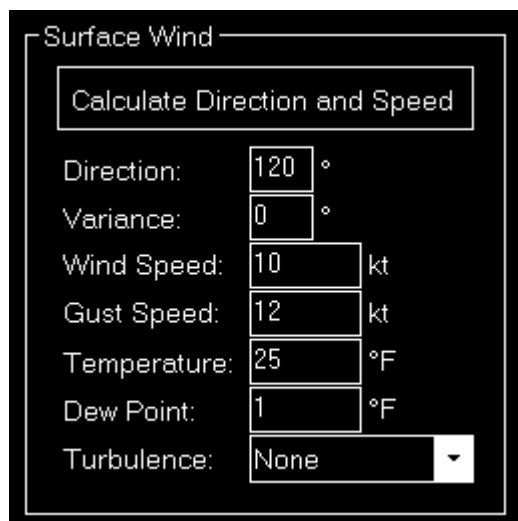 Surface Wind
Calculate Direction and Speed
Direction: 120 °
Variance: 0 °
Wind Speed: 10 kt
Gust Speed: 12 kt
Temperature: 25 °F
Dew Point: 1 °F
Turbulence: None